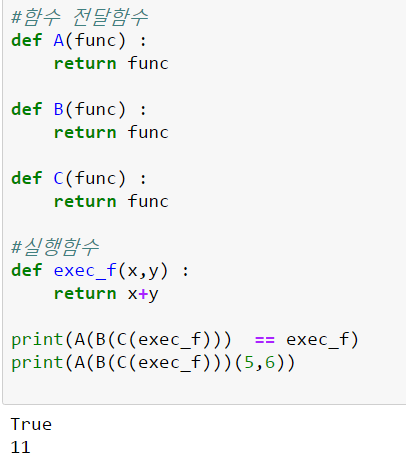 #함수 전달함수
def A(func) :
    return func

def B(func) :
    return func

def C(func) :
    return func

#실행함수
def exec_f(x,y) :
    return x+y

print(A(B(C(exec_f)))  == exec_f)
print(A(B(C(exec_f)))(5,6))
True
11